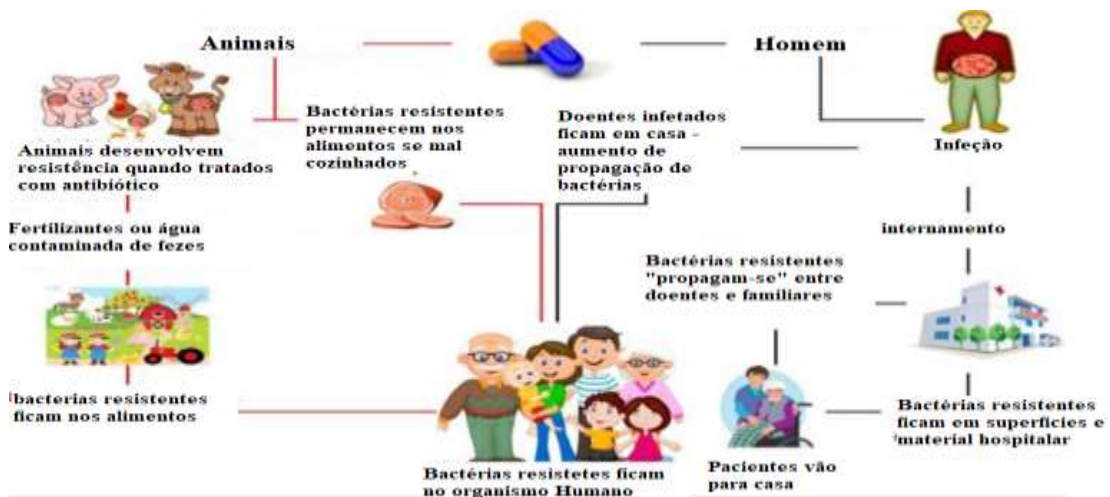 Animais
Homem
Bactérias resistentes
permanecem nos
alimentos se mal
cozinhados
Doentes infetados
ficam em casa -
aumento de
propagação de
bactérias
Infeção
Animais desenvolvem
resistência quando tratados
com antibiótico
Fertilizantes ou água
contaminada de fezes
internamento
Bactérias resistentes
"propagam-se" entre
doentes e familiares
bacterias resistentes
ficam nos alimentos
Bactérias resistentes
ficam em superficies e
material hospitalar
Bactérias resistetes ficam
no organismo Humano
Pacientes vão
para casa